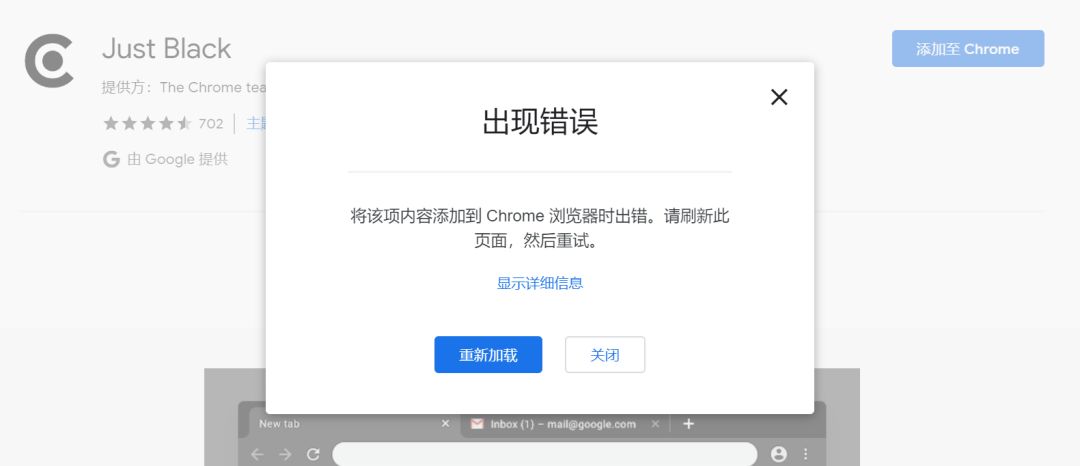 Just Black
添加至 Chrome
提供方：The Chrome tea
702
主题
由 Google 提供
出现错误
将该项内容添加到 Chrome 浏览器时出错。请刷新此
页面，然后重试。
显示详细信息
重新加载
关闭
New tab
Inbox (1) – mail@google.com